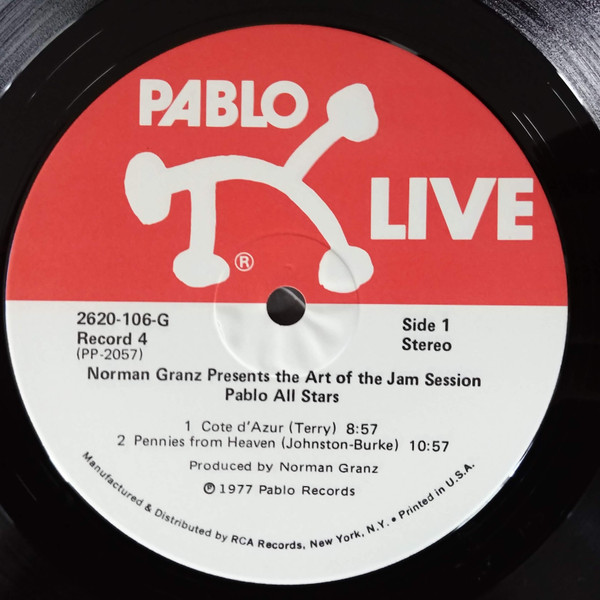 PABLO
LIVE
®
2620-106-G
Record 4
(PP-2057)
Side 1
Stereo
Norman Granz Presents the Art of the Jam Session
Pablo All Stars
1 Cote d'Azur (Terry) 8:57
2 Pennies from Heaven (Johnston-Burke) 10:57
Produced by Norman Granz
℗ 1977 Pablo Records
Manufactured & Distributed by RCA Records, New York, N.Y. • Printed in U.S.A.